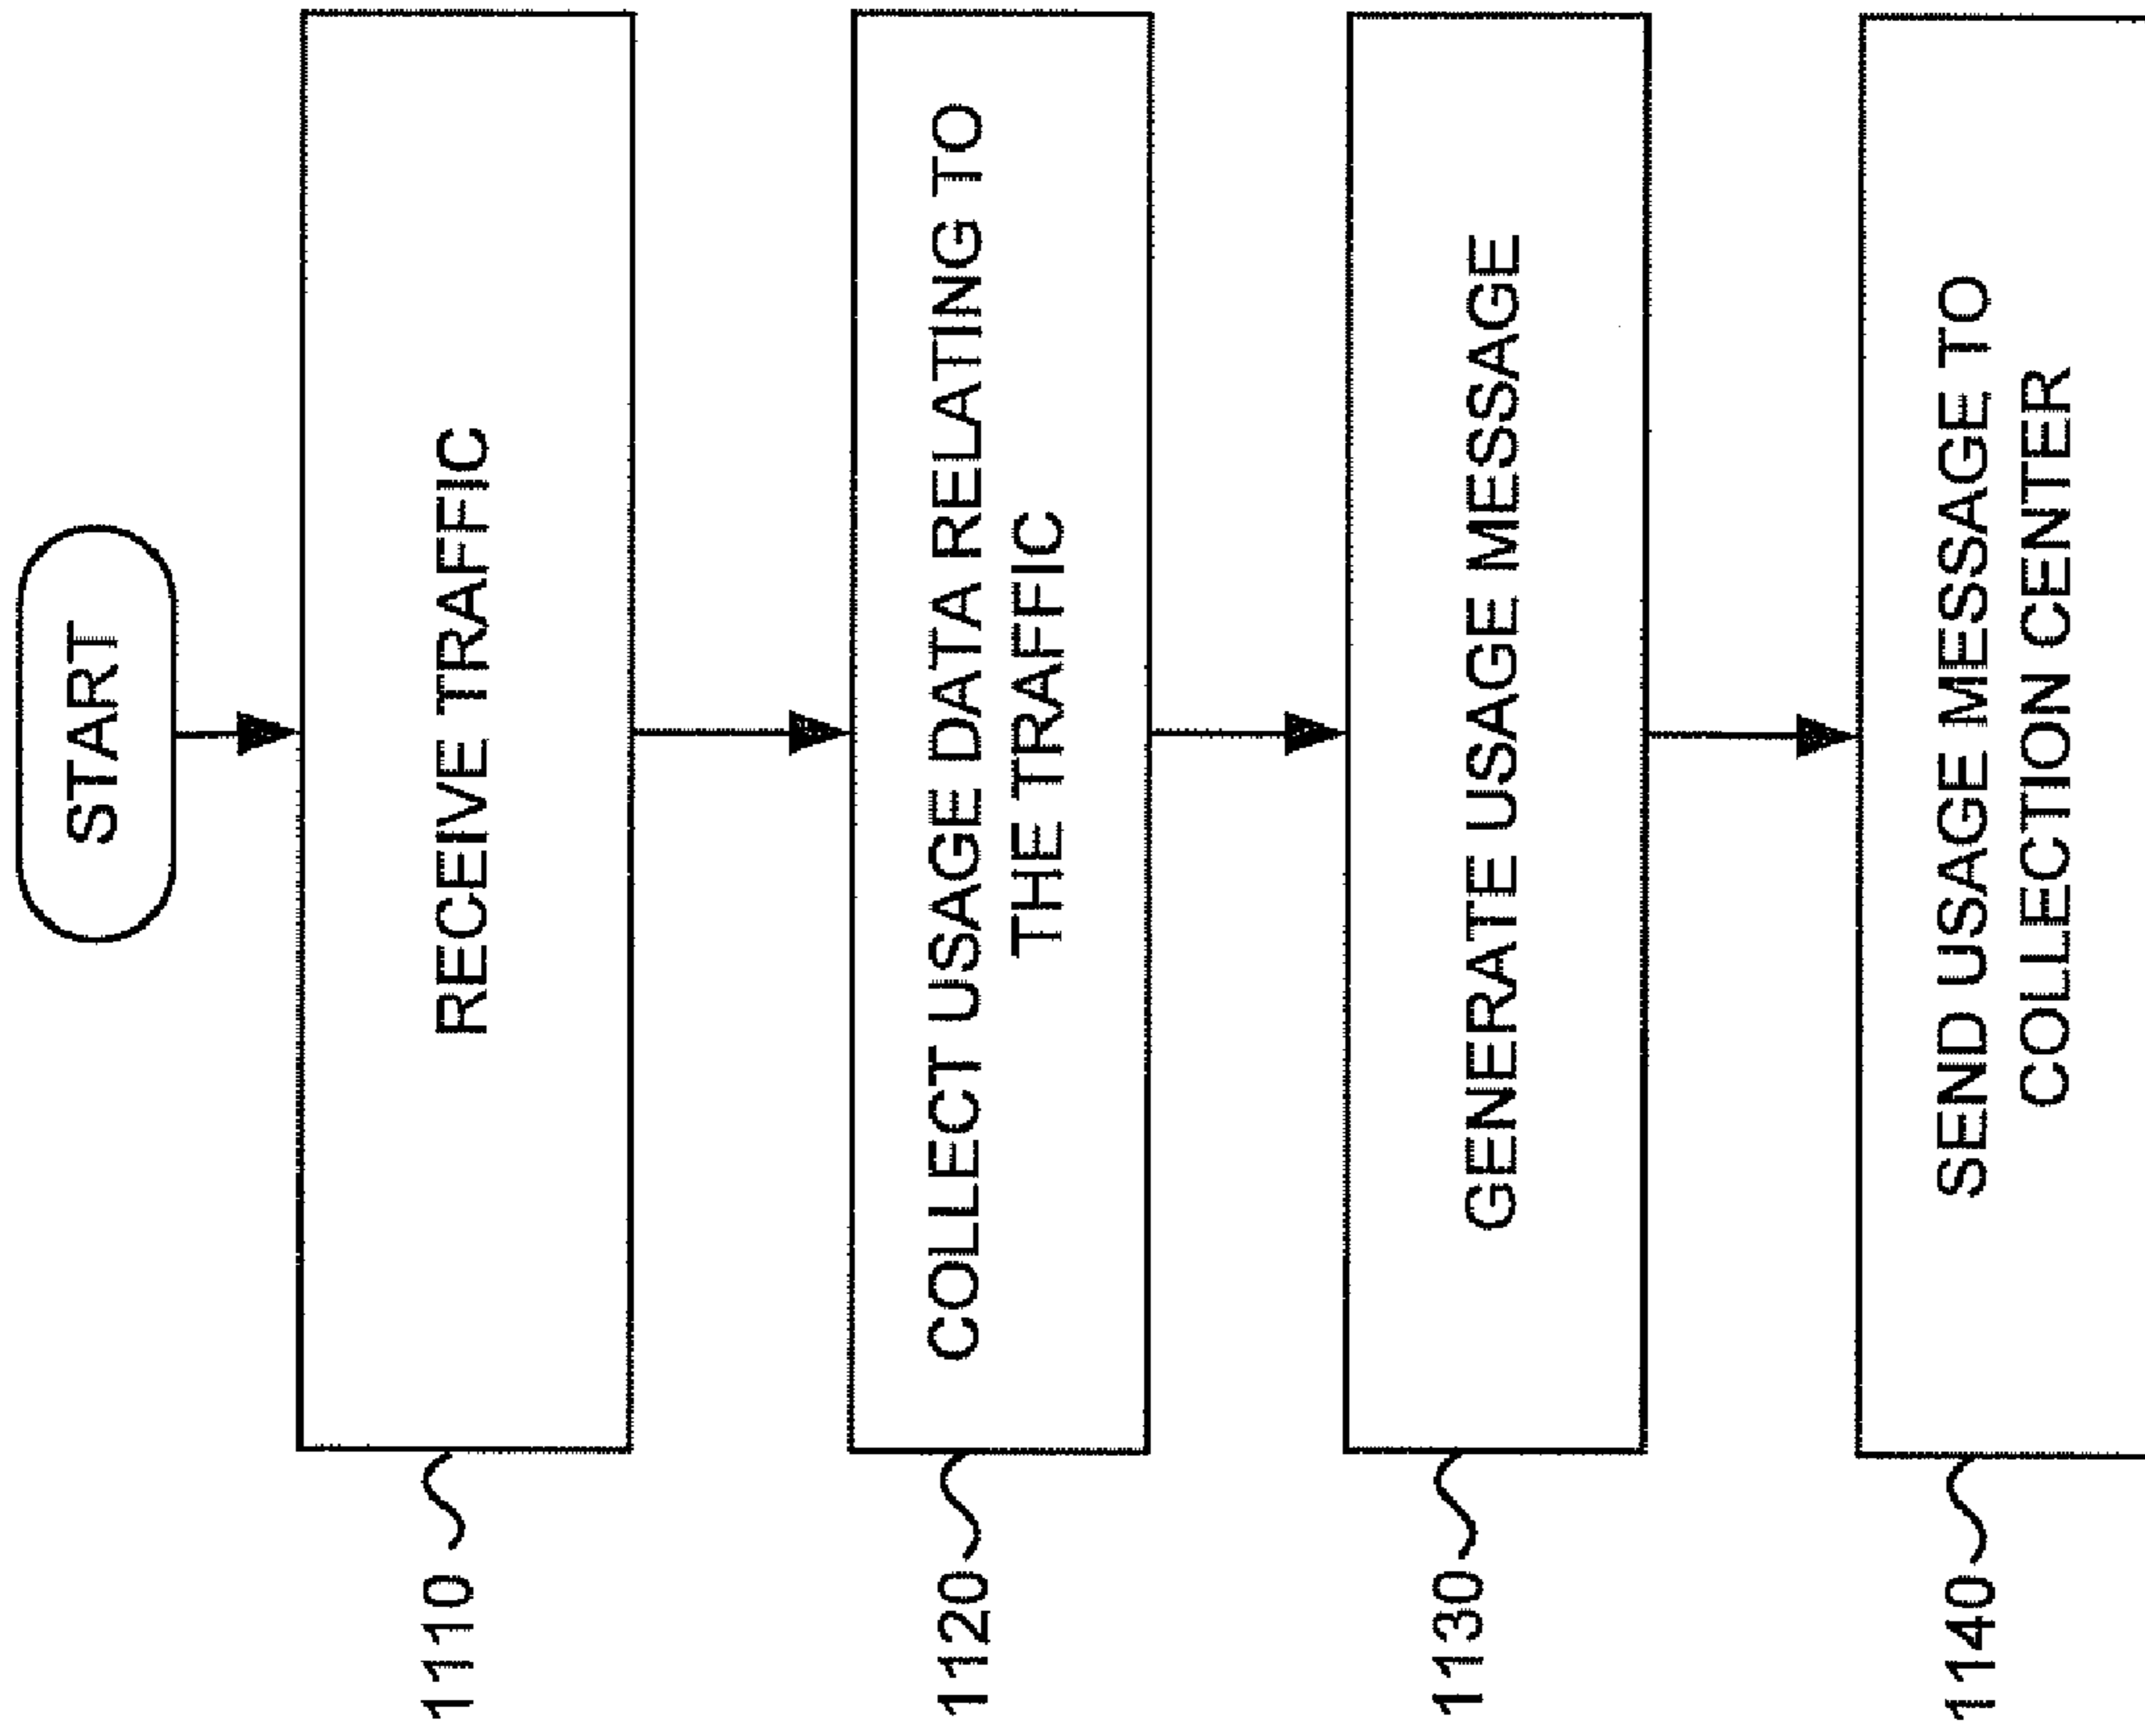 START
1110
RECEIVE TRAFFIC
1120
COLLECT USAGE DATA RELATING TO
THE TRAFFIC
1130
GENERATE USAGE MESSAGE
1140
SEND USAGE MESSAGE TO
COLLECTION CENTER